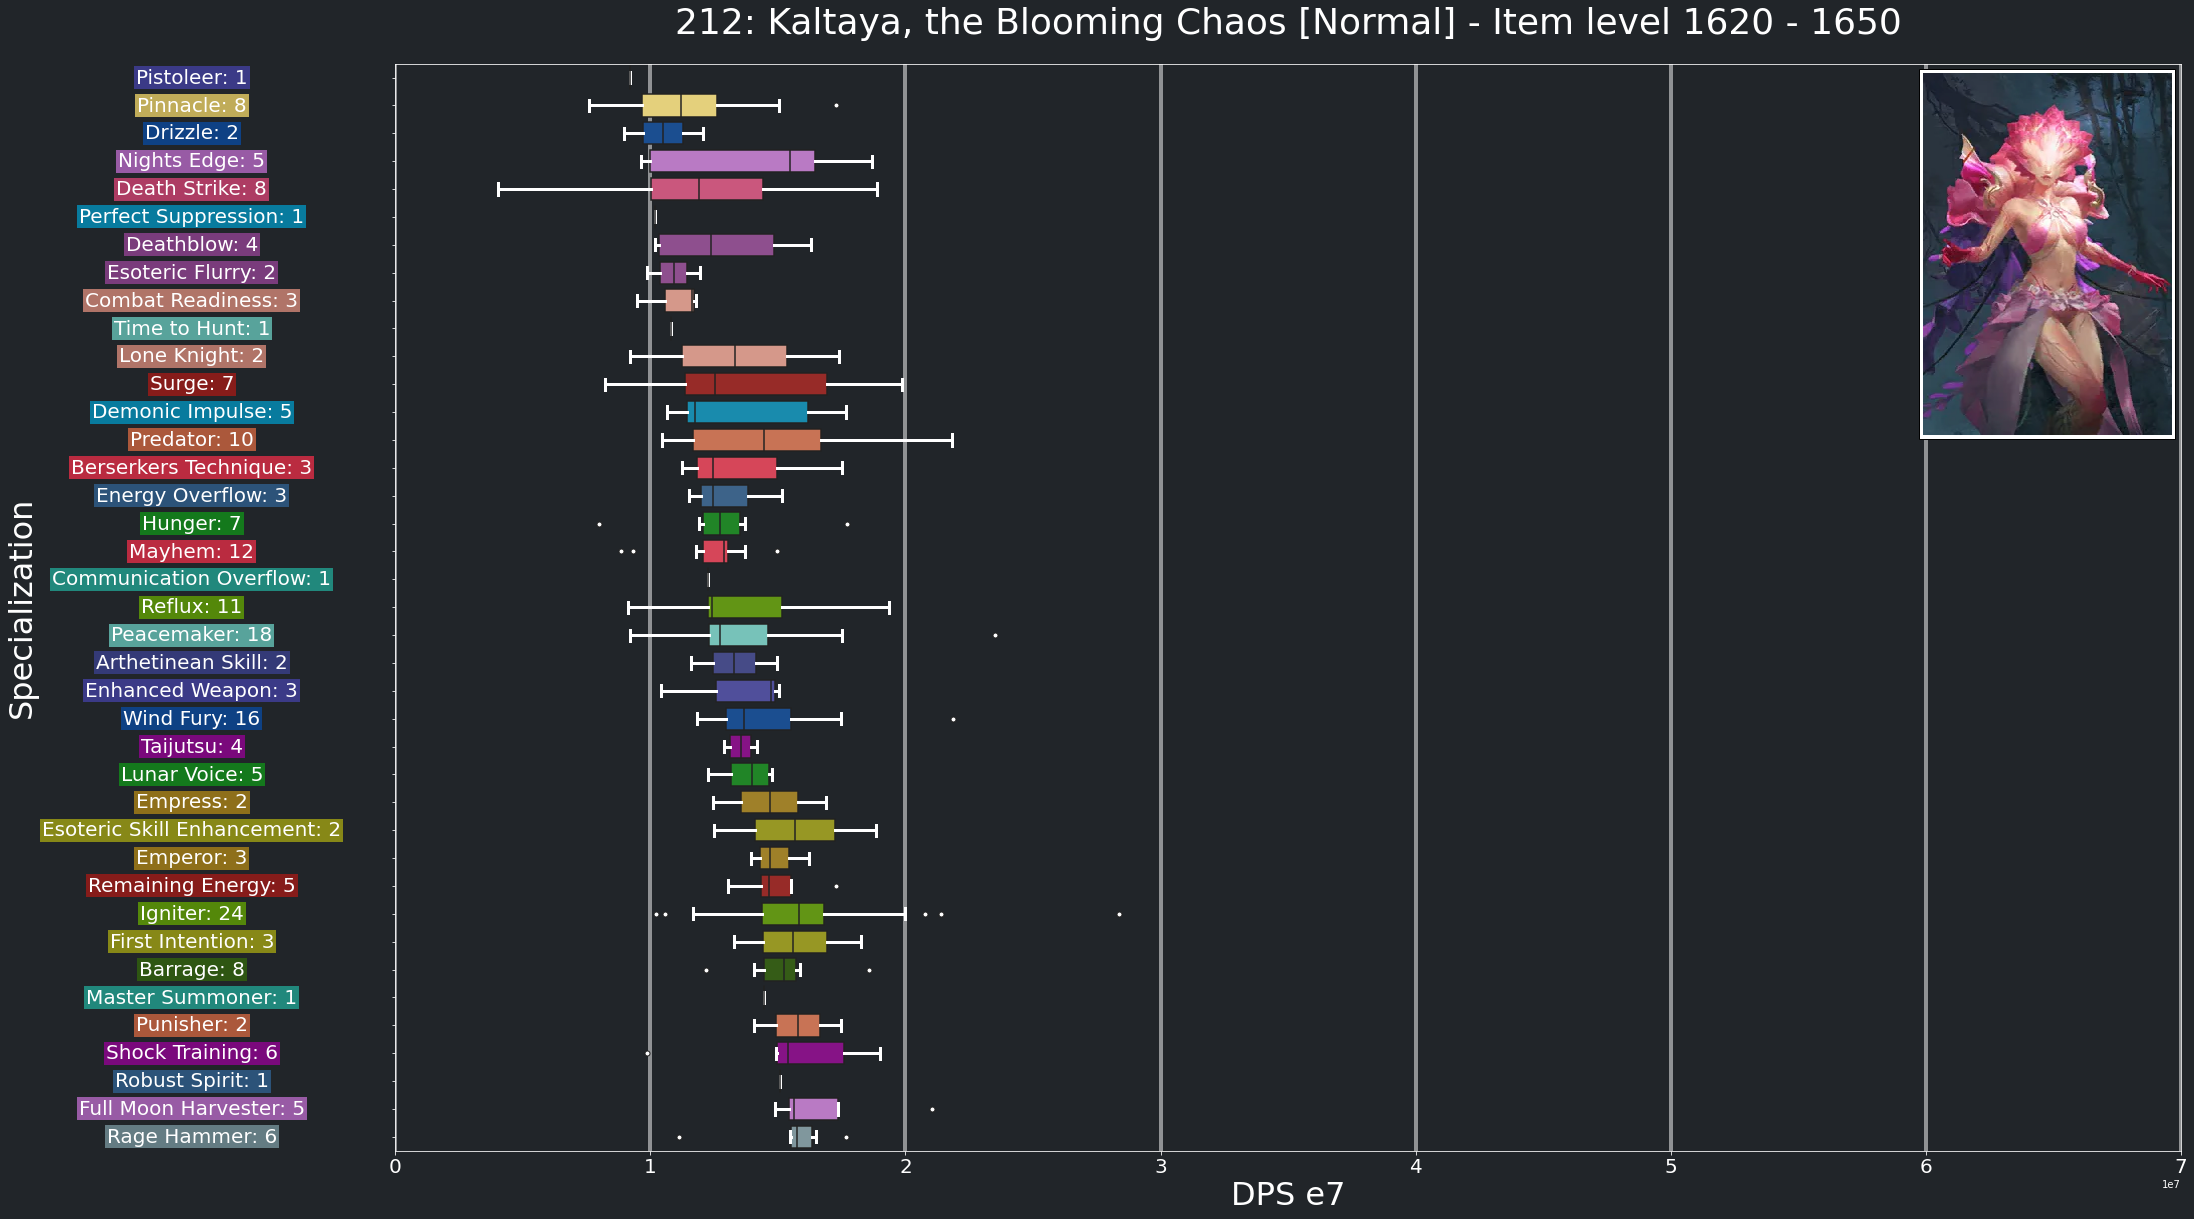 212: Kaltaya, the Blooming Chaos [Normal] - Item level 1620 - 1650
Pistoleer: 1
Pinnacle: 8
Drizzle: 2
Nights Edge: 5
Death Strike: 8
Perfect Suppression: 1
Deathblow: 4
Esoteric Flurry: 2
Combat Readiness: 3
Time to Hunt: 1
Lone Knight: 2
Surge: 7
Demonic Impulse: 5
Predator: 10
Berserkers Technique: 3
Energy Overflow: 3
Hunger: 7
Mayhem: 12
Communication Overflow: 1
Reflux: 11
Peacemaker: 18
Arthetinean Skill: 2
Enhanced Weapon: 3
Wind Fury: 16
Taijutsu: 4
Lunar Voice: 5
Empress: 2
Esoteric Skill Enhancement: 2
Emperor: 3
Remaining Energy: 5
Igniter: 24
First Intention: 3
Barrage: 8
Master Summoner: 1
Punisher: 2
Shock Training: 6
Robust Spirit: 1
Full Moon Harvester: 5
Rage Hammer: 6
Specialization
0 1 2 3 4 5 6 7
1e7
DPS e7